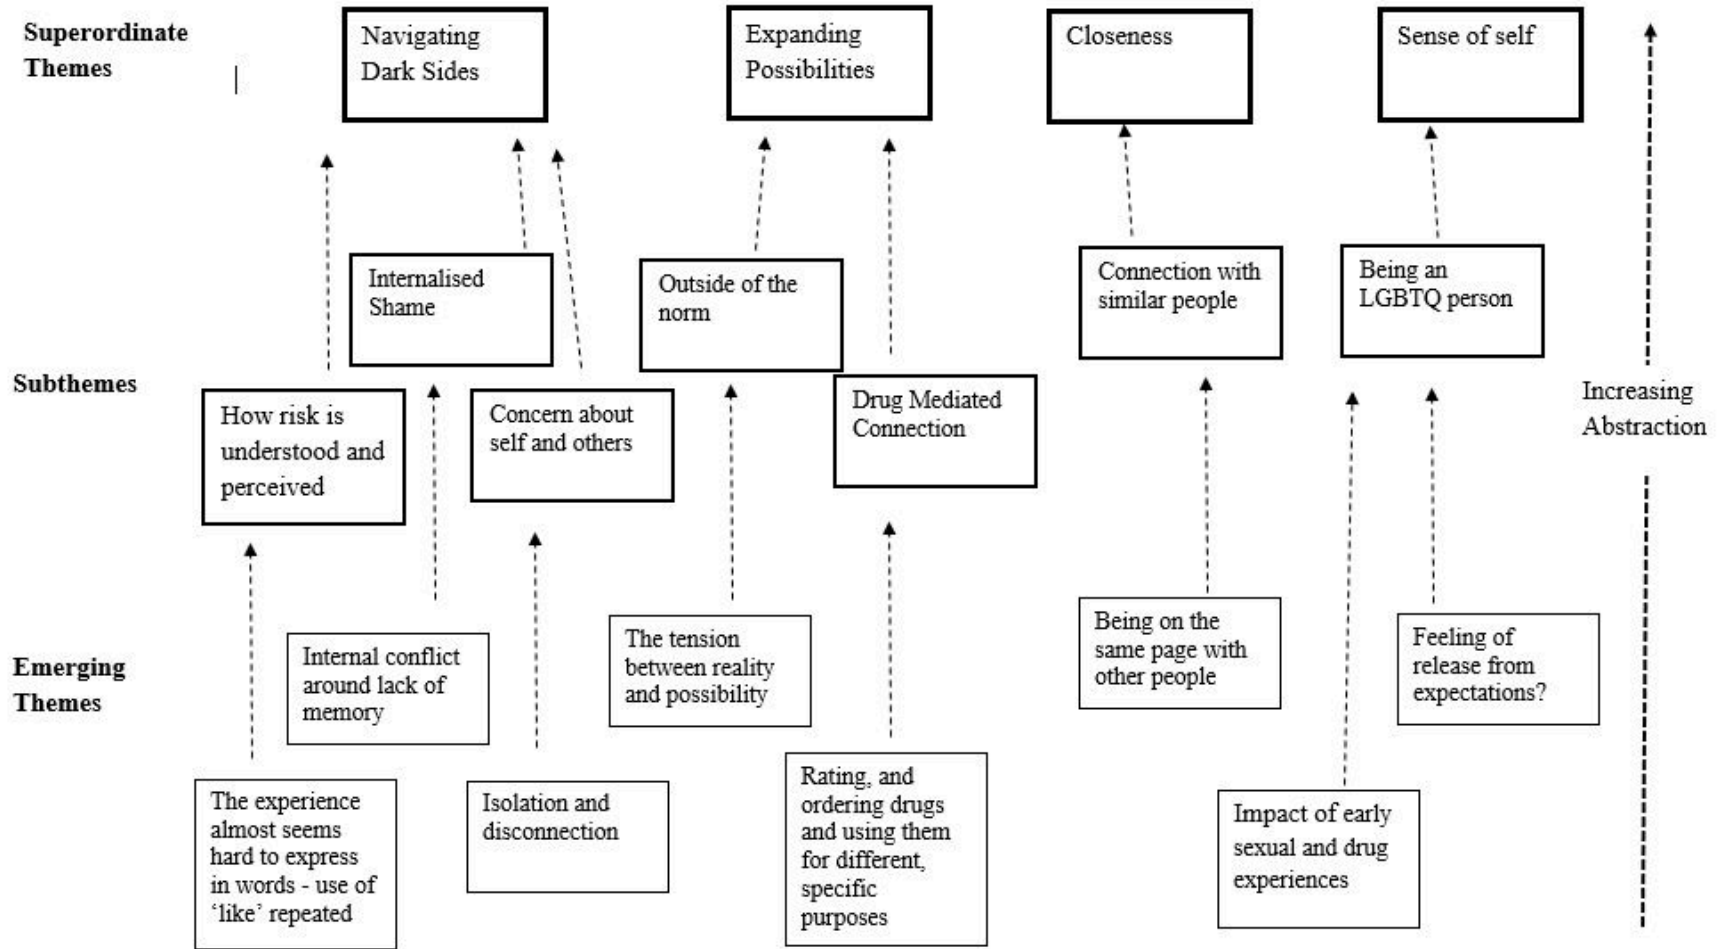 Superordinate
Themes
Navigating
Dark Sides
Expanding
Possibilities
Closeness
Sense of self
Internalised
Shame
Outside of the
norm
Connection with
similar people
Being an
LGBTQ person
Subthemes
How risk is
understood and
perceived
Concern about
self and others
Drug Mediated
Connection
Increasing
Abstraction
Emerging
Themes
Internal conflict
around lack of
memory
The tension
between reality
and possibility
Being on the
same page with
other people
Feeling of
release from
expectations?
The experience
almost seems
hard to express
in words - use of
‘like’ repeated
Isolation and
disconnection
Rating, and
ordering drugs
and using them
for different,
specific
purposes
Impact of early
sexual and drug
experiences